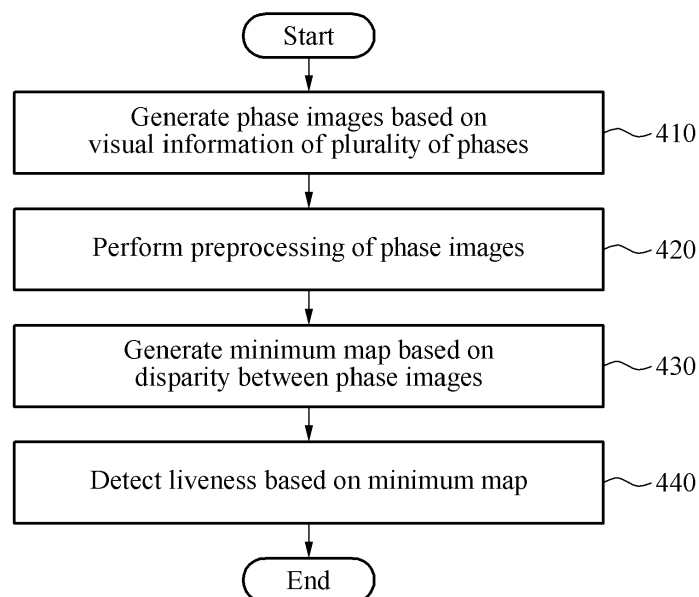 Start
Generate phase images based on
visual information of plurality of phases
410
Perform preprocessing of phase images
420
Generate minimum map based on
disparity between phase images
430
Detect liveness based on minimum map
440
End